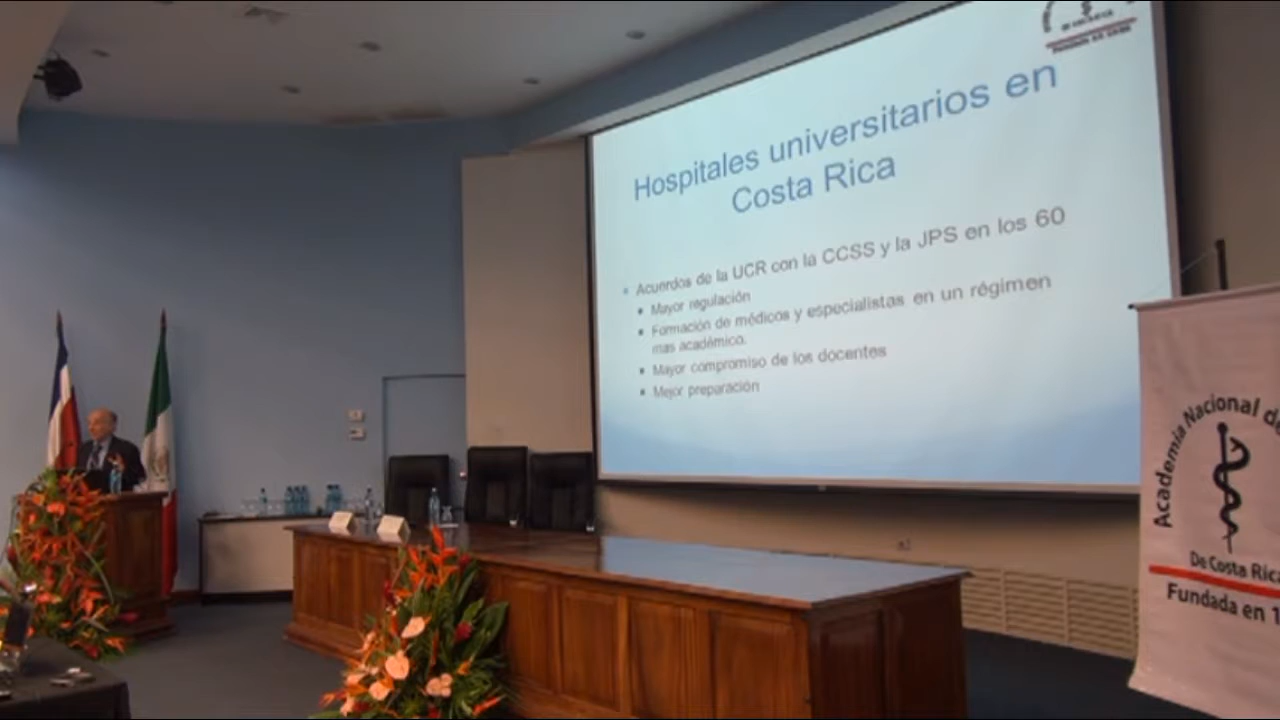 Hospitales universitarios en
Costa Rica
Acuerdos de la UCR con la CCSS y la JPS en los 60
Mayor regulación
Formación de médicos y especialistas en un régimen
mas académico.
Mayor compromiso de los docentes
Mejor preparación
Academia Nacional de
De Costa Rica
Fundada en 1